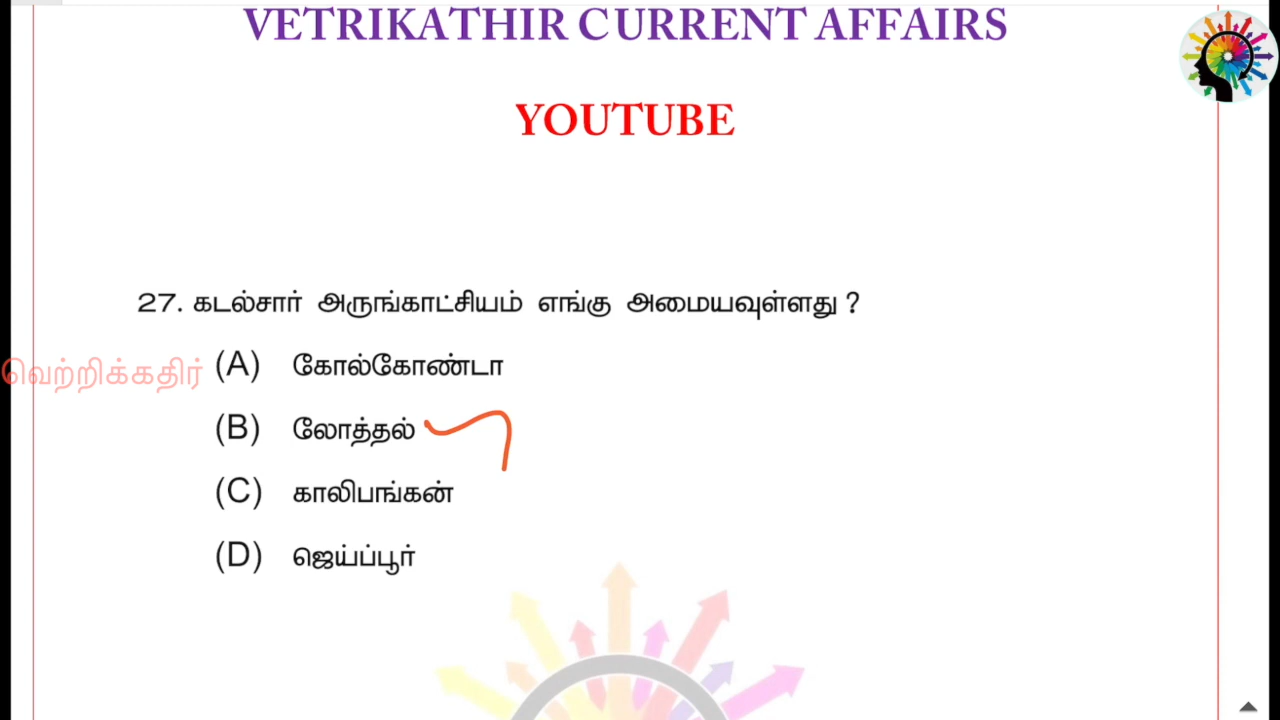 VETRIKATHIR CURRENT AFFAIRS
YOUTUBE
27. கடல்சார் அருங்காட்சியம் எங்கு அமையவுள்ளது ?
வெற்றிக்கதிர்
(A) கோல்கோண்டா
(B) லோத்தல்
(C) காலிபங்கன்
(D) ஜெய்ப்பூர்